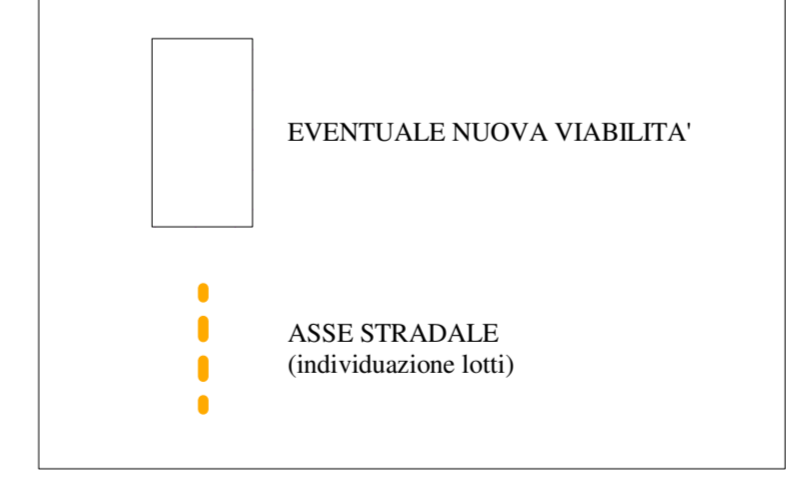 EVENTUALE NUOVA VIABILITA'
ASSE STRADALE
(individuazione lotti)